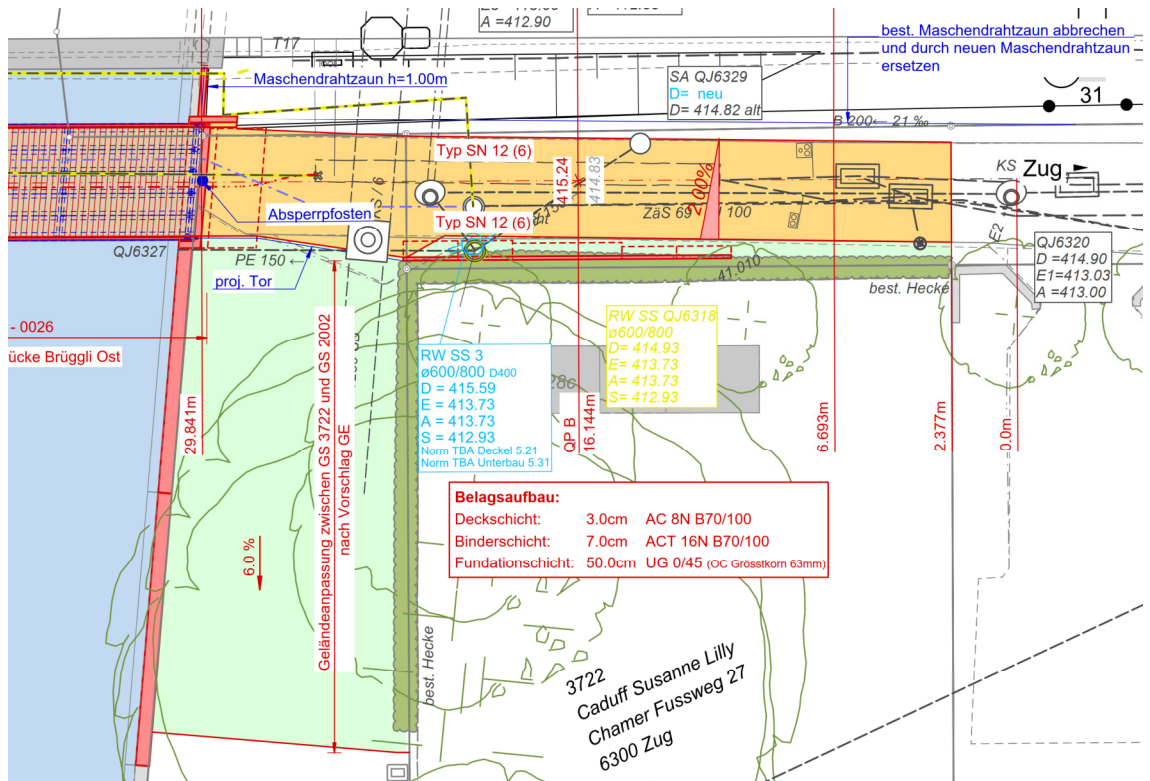 A =412.90
T17
Maschendrahtzaun h=1.00m
best. Maschendrahtzaun abbrechen
und durch neuen Maschendrahtzaun
ersetzen
SA QJ6329
D= neu
D= 414.82 alt
31
B 200← 21 ‰
Typ SN 12 (6)
415.24
414.83
2.00%
KS
Zug
Absperrpfosten
Typ SN 12 (6)
ZäS 69
100
QJ6327
PE 150 ←
proj. Tor
41.010
E2
QJ6320
D =414.90
E1=413.03
A =413.00
best. Hecke
- 0026
ücke Brüggli Ost
RW SS 3
ø600/800 D400
D = 415.59
E = 413.73
A = 413.73
S = 412.93
Norm TBA Deckel 5.21
Norm TBA Unterbau 5.31
RW SS QJ6318
ø600/800
D= 414.93
E= 413.73
A= 413.73
S= 412.93
29.841m
QP B
16.144m
6.693m
2.377m
0.0m
Geländeanpassung zwischen GS 3722 und GS 2002
nach Vorschlag GE
6.0 %
Belagsaufbau:
Deckschicht: 3.0cm AC 8N B70/100
Binderschicht: 7.0cm ACT 16N B70/100
Fundationschicht: 50.0cm UG 0/45 (OC Grösstkorn 63mm)
best. Hecke
3722
Caduff Susanne Lilly
Chamer Fussweg 27
6300 Zug